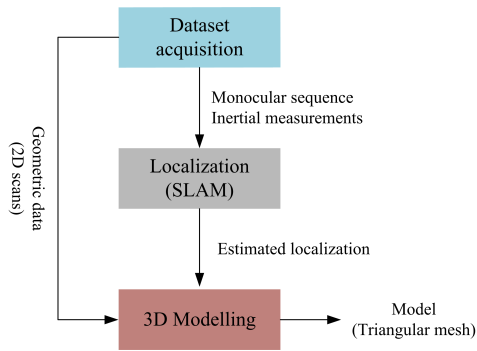 Dataset
acquisition
Monocular sequence
Inertial measurements
Geometric data
(2D scans)
Localization
(SLAM)
Estimated localization
3D Modelling
Model
(Triangular mesh)